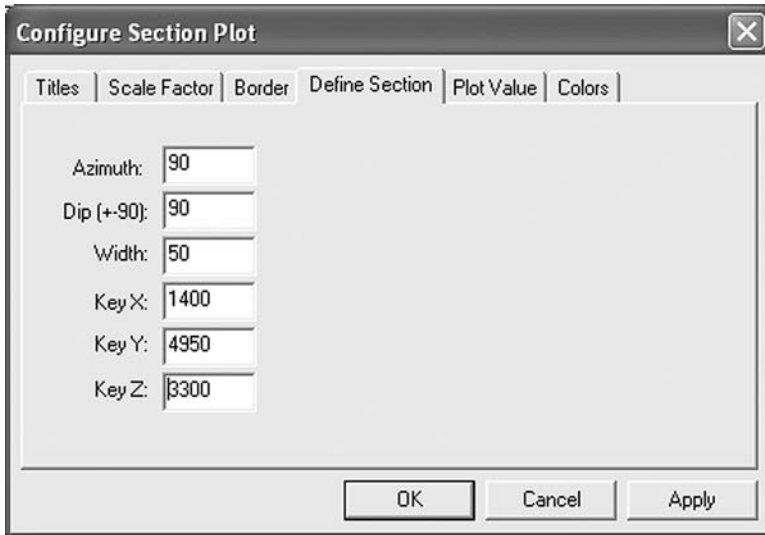 Configure Section Plot
Titles Scale Factor Border Define Section Plot Value Colors
Azimuth: 90
Dip (+-90): 90
Width: 50
Key X: 1400
Key Y: 4950
Key Z: 3300
OK Cancel Apply